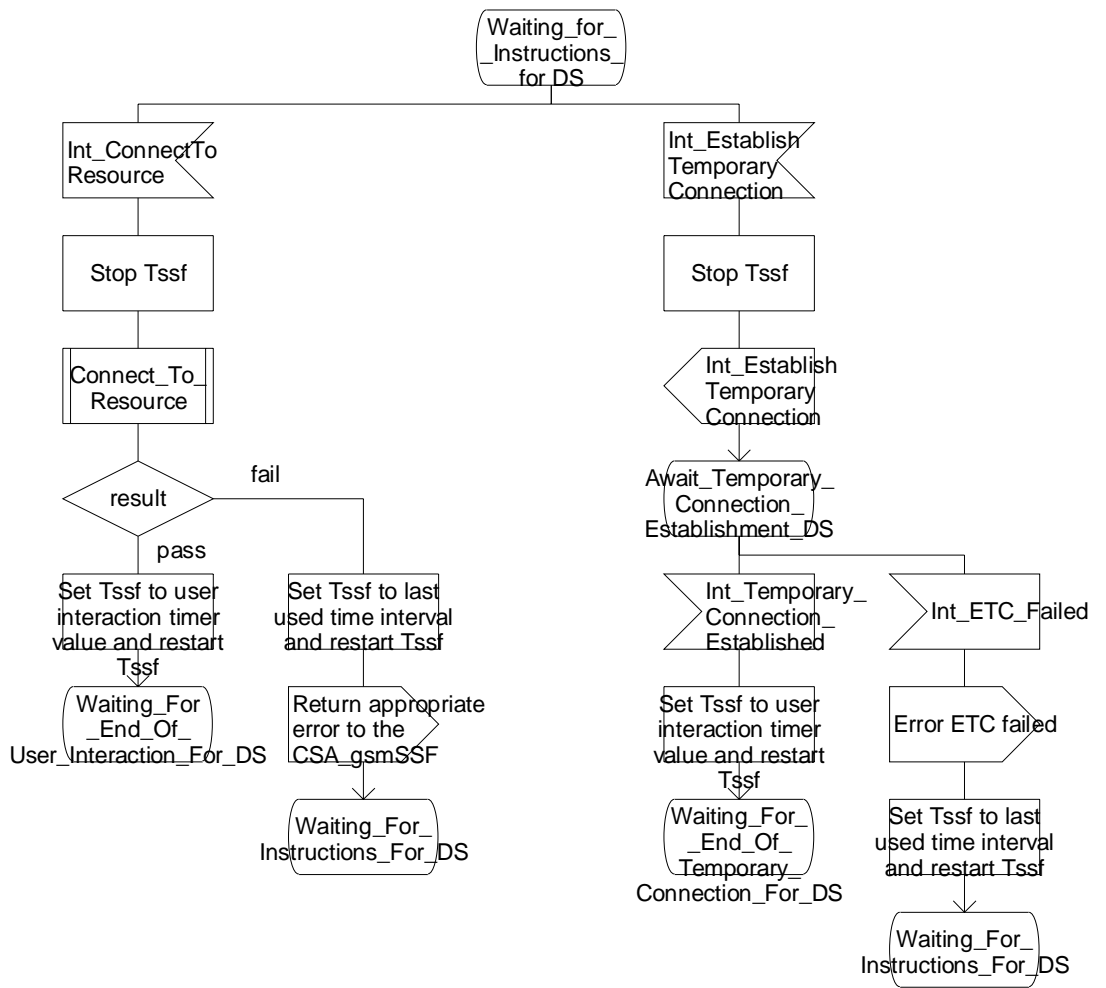 Waiting_for_
_Instructions_
for DS
Int_ConnectTo
Resource
Stop Tssf
Connect_To_
Resource
result
fail
pass
Set Tssf to user
interaction timer
value and restart
Tssf
Waiting_For
_End_Of_
User_Interaction_For_DS
Set Tssf to last
used time interval
and restart Tssf
Return appropriate
error to the
CSA_gsmSSF
Waiting_For_
Instructions_For_DS
Int_Establish
Temporary
Connection
Stop Tssf
Int_Establish
Temporary
Connection
Await_Temporary_
Connection_
Establishment_DS
Int_Temporary_
Connection_
Established
Set Tssf to user
interaction timer
value and restart
Tssf
Waiting_For_
_End_Of_
Temporary_
Connection_For_DS
Int_ETC_Failed
Error ETC failed
Set Tssf to last
used time interval
and restart Tssf
Waiting_For_
Instructions_For_DS